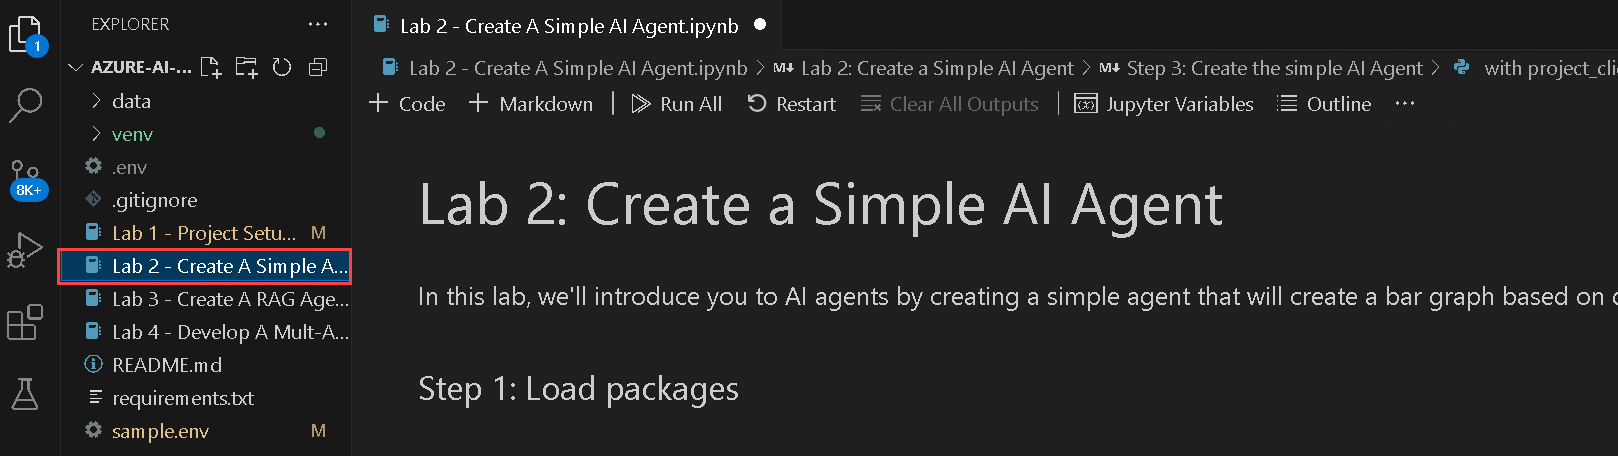 EXPLORER ···
1
AZURE-AI-...
data
venv
.env
8K+
.gitignore
Lab 1 - Project Setu... M
Lab 2 - Create A Simple A...
Lab 3 - Create A RAG Age...
Lab 4 - Develop A Mult-A...
README.md
requirements.txt
sample.env M
Lab 2 - Create A Simple AI Agent.ipynb
Lab 2 - Create A Simple AI Agent.ipynb > M↓ Lab 2: Create a Simple AI Agent > M↓ Step 3: Create the simple AI Agent > with project_clie
+ Code + Markdown | Run All Restart Clear All Outputs | Jupyter Variables Outline ···
Lab 2: Create a Simple AI Agent
In this lab, we'll introduce you to AI agents by creating a simple agent that will create a bar graph based on
Step 1: Load packages